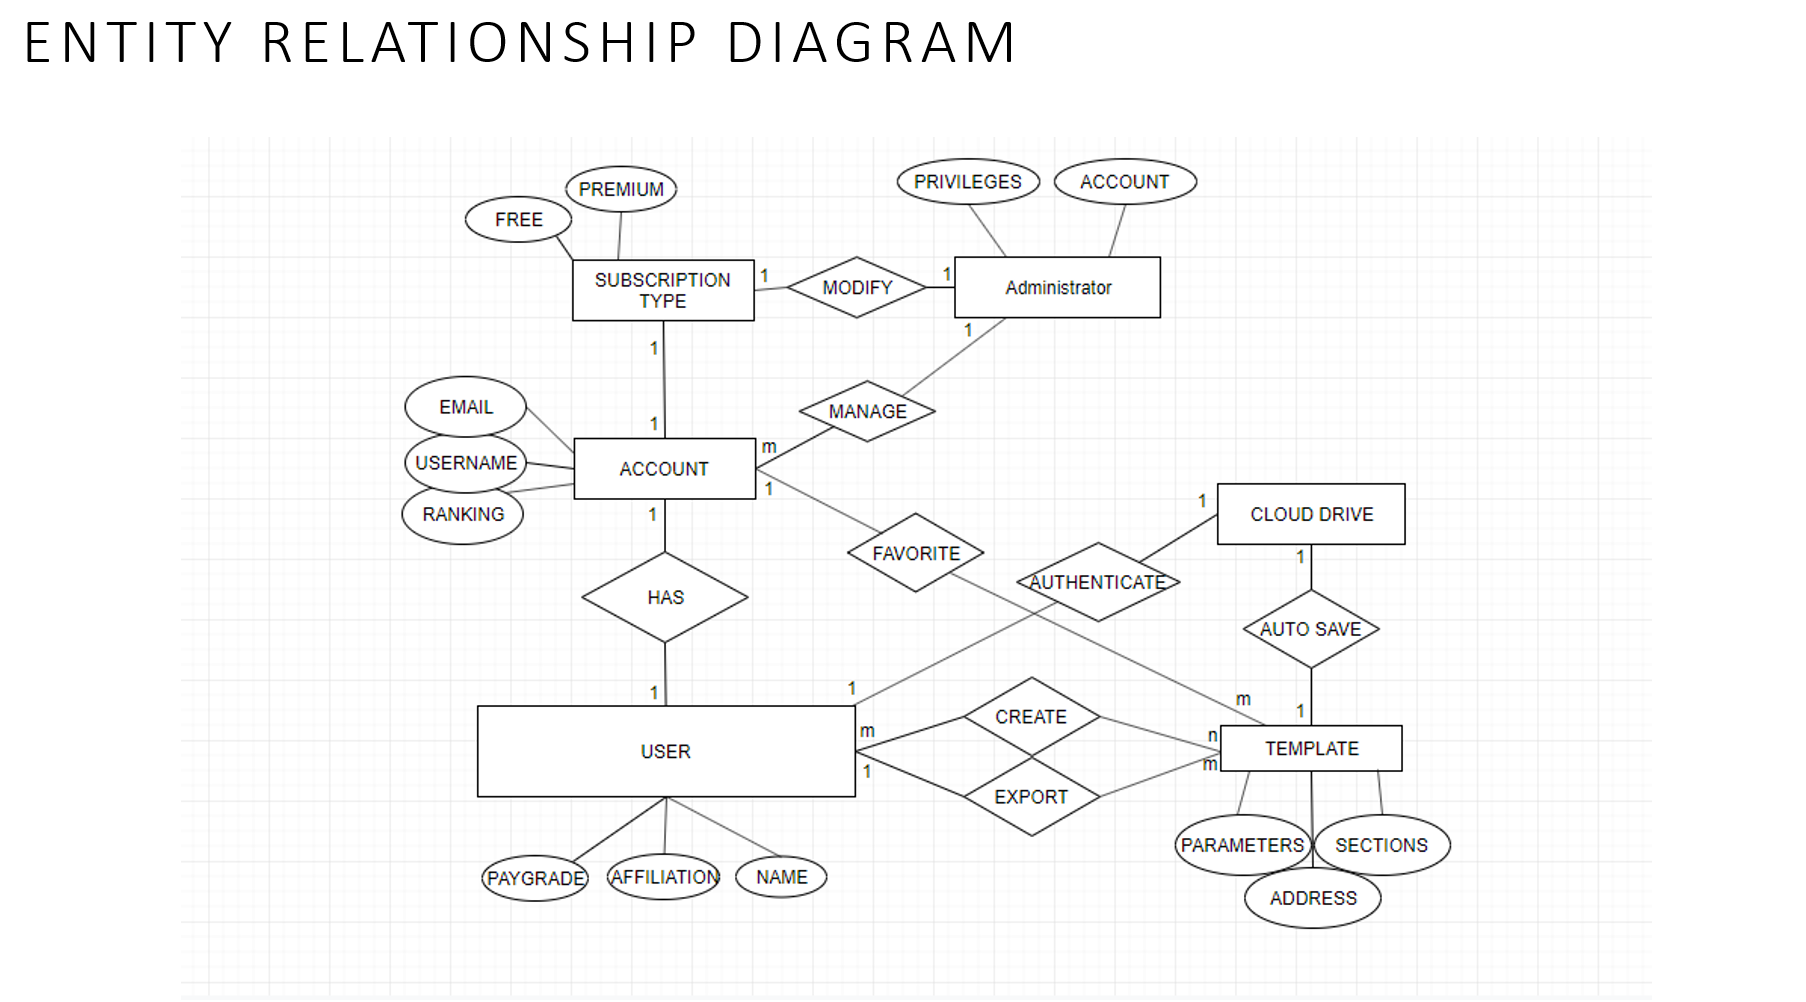 ENTITY RELATIONSHIP DIAGRAM
PREMIUM
FREE
PRIVILEGES
ACCOUNT
SUBSCRIPTION
TYPE
1
MODIFY
1
Administrator
1
1
EMAIL
MANAGE
1
m
USERNAME
ACCOUNT
1
RANKING
1
1
CLOUD DRIVE
FAVORITE
1
AUTHENTICATE
HAS
AUTO SAVE
1
1
m
1
m
CREATE
n
USER
TEMPLATE
1
m
EXPORT
PARAMETERS
SECTIONS
PAYGRADE
AFFILIATION
NAME
ADDRESS